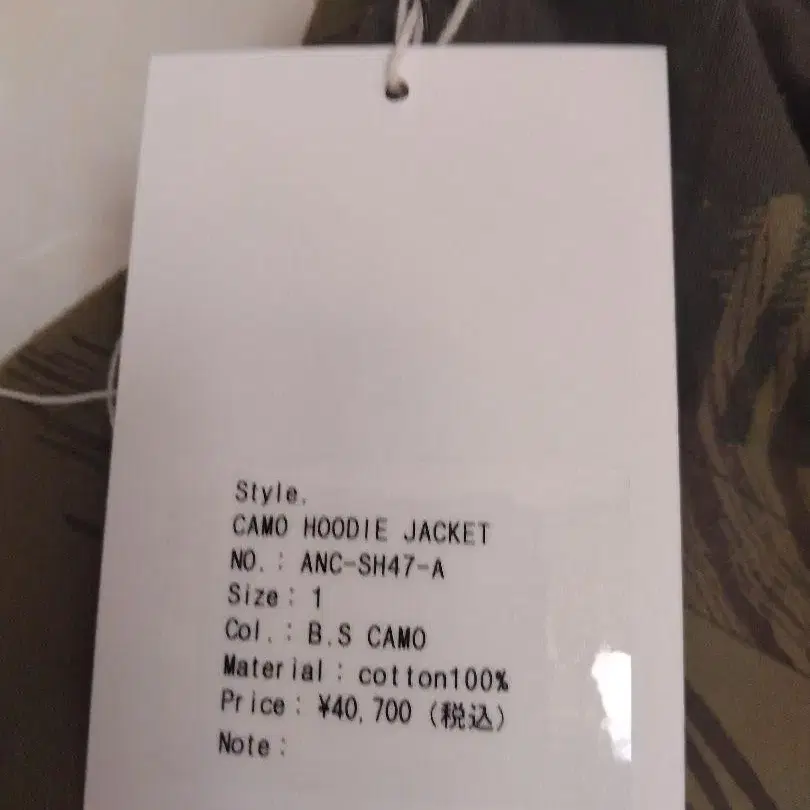 Style.
CAMO HOODIE JACKET
NO.: ANC-SH47-A
Size: 1
Col.: B.S CAMO
Material: cotton100%
Price: ¥40,700 (税込)
Note: